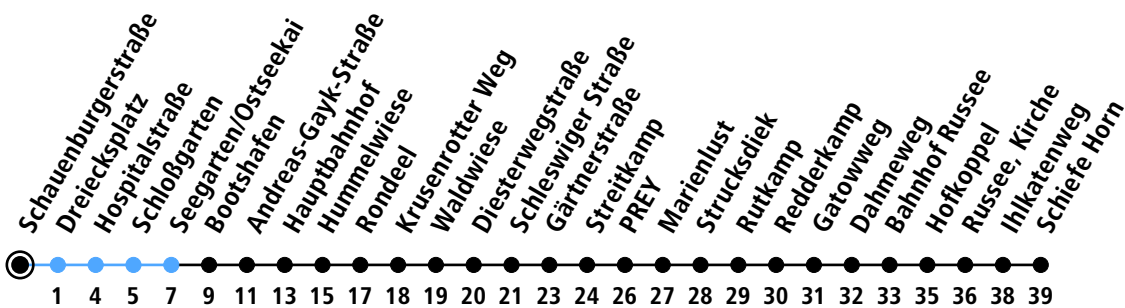 Schauenburgerstraße
Dreiecksplatz
Hospitalstraße
Schloßgarten
Seegarten/Ostseekai
Bootshafen
Andreas-Gayk-Straße
Hauptbahnhof
Hummelwiese
Rondeel
Krusenrotter Weg
Waldwiese
Diesterwegstraße
Schleswiger Straße
Gärtnerstraße
Streitkamp
PREY
Marienlust
Strucksdiek
Rutkamp
Redderkamp
Gatowweg
Dahmeweg
Bahnhof Russee
Hofkoppel
Russee, Kirche
Ihlkatenweg
Schiefe Horn
1 4 5 7 9 11 13 15 17 18 19 20 21 23 24 26 27 28 29 30 31 32 33 35 36 38 39